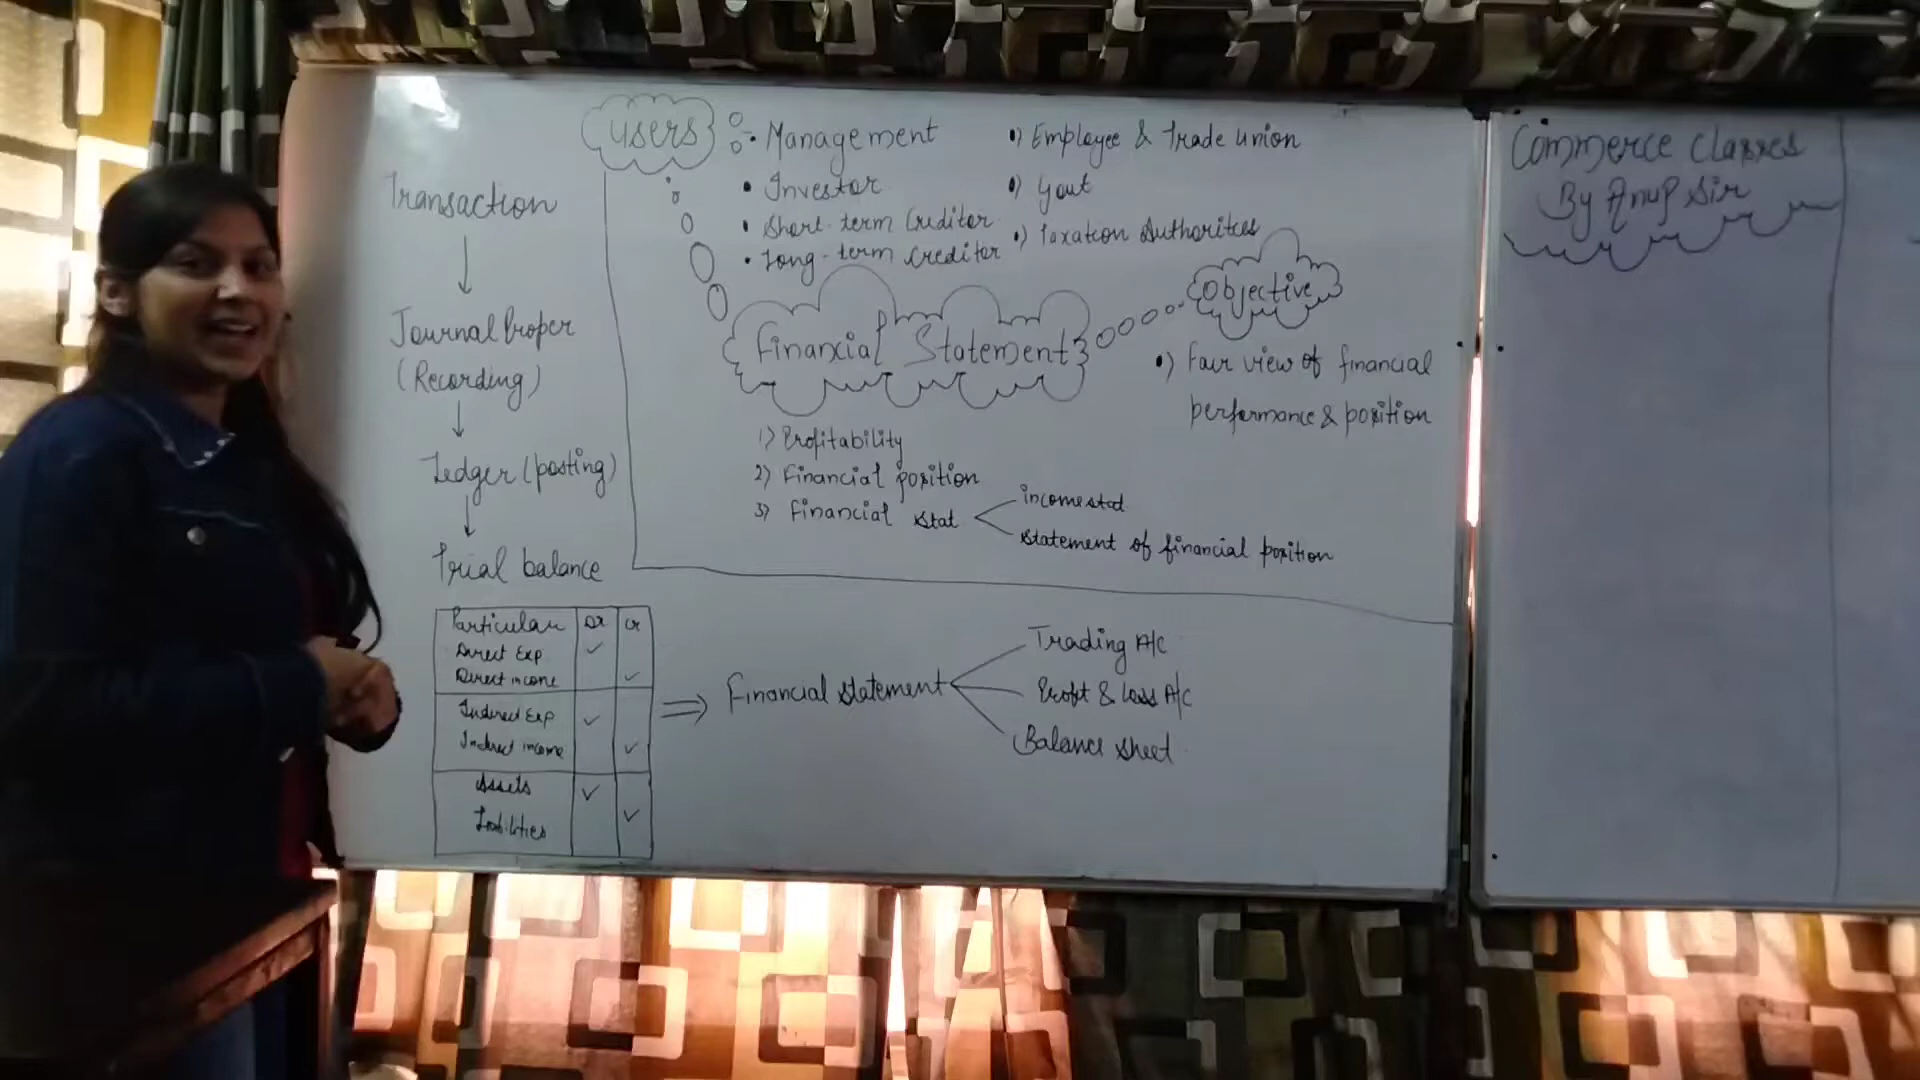 Users
• Management
• Investor
• Short-term Creditor
• Long-term Creditor
•) Employee & Trade union
•) Govt
•) Taxation Authorities
Commerce Classes
By Anup Sir
Transaction
Journal Proper
(Recording)
Ledger (posting)
Trial balance
Financial Statement
Objective
•) Fair view of financial
performance & position
1) Profitability
2) Financial position
3) Financial stat
income stat
statement of financial position
Particular Dr Cr
Direct Exp. ✓
Direct income ✓
Indirect Exp ✓
Indirect income ✓
Assets ✓
Liabilities ✓
Financial statement
Trading A/c
Profit & Loss A/c
Balance sheet